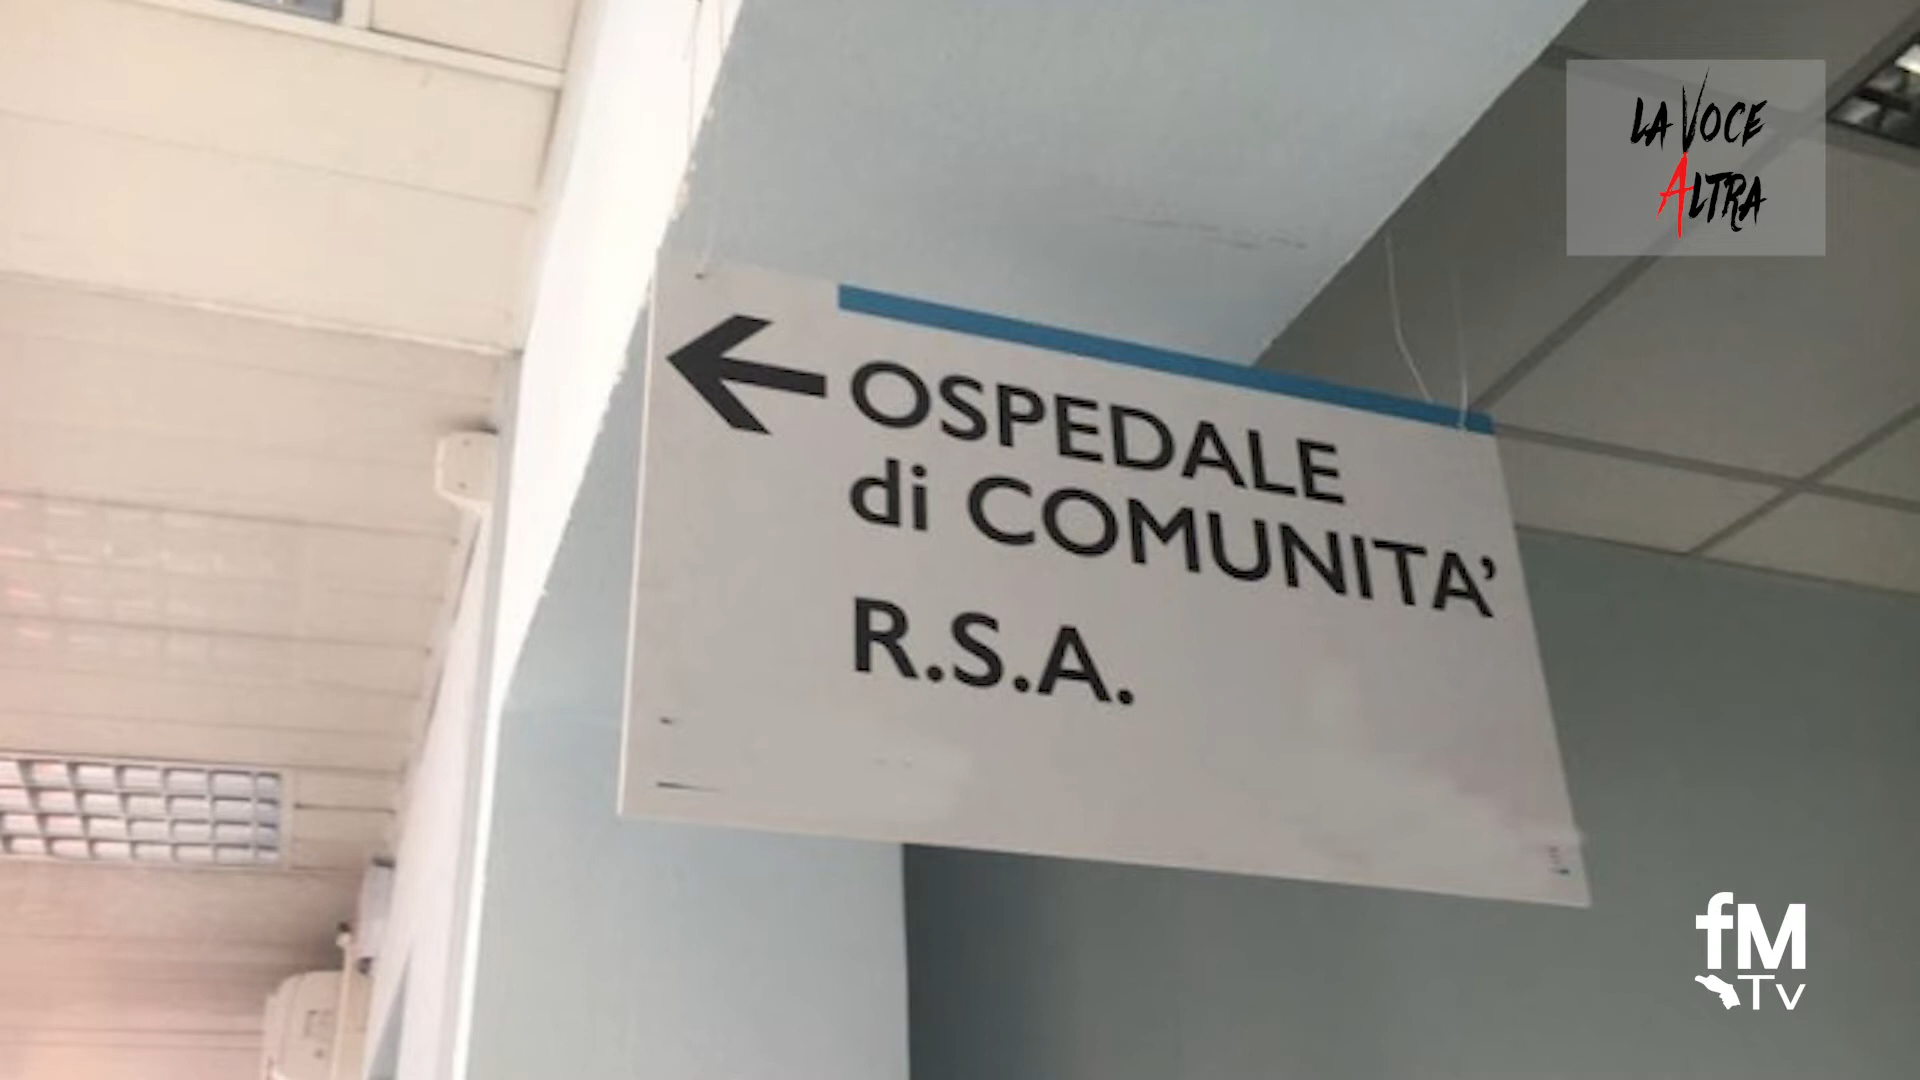 LA VOCE
ALTRA
OSPEDALE
di COMUNITA'
R.S.A.
fM
TV